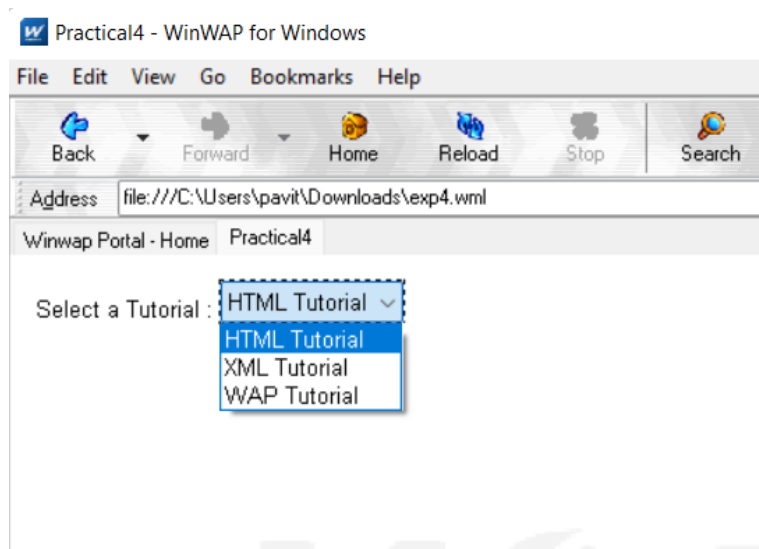 Practical4 - WinWAP for Windows
File Edit View Go Bookmarks Help
Back Forward Home Reload Stop Search
Address file:///C:\Users\pavit\Downloads\exp4.wml
Winwap Portal - Home Practical4
Select a Tutorial : HTML Tutorial
HTML Tutorial
XML Tutorial
WAP Tutorial